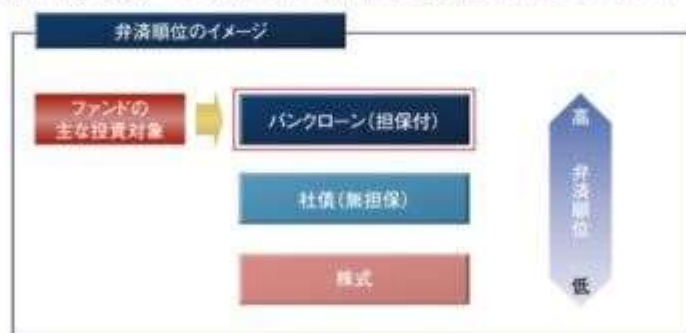 弁済順位のイメージ
ファンドの
主な投資対象
バンクローン(担保付)
社債(無担保)
株式
高
弁済順位
低